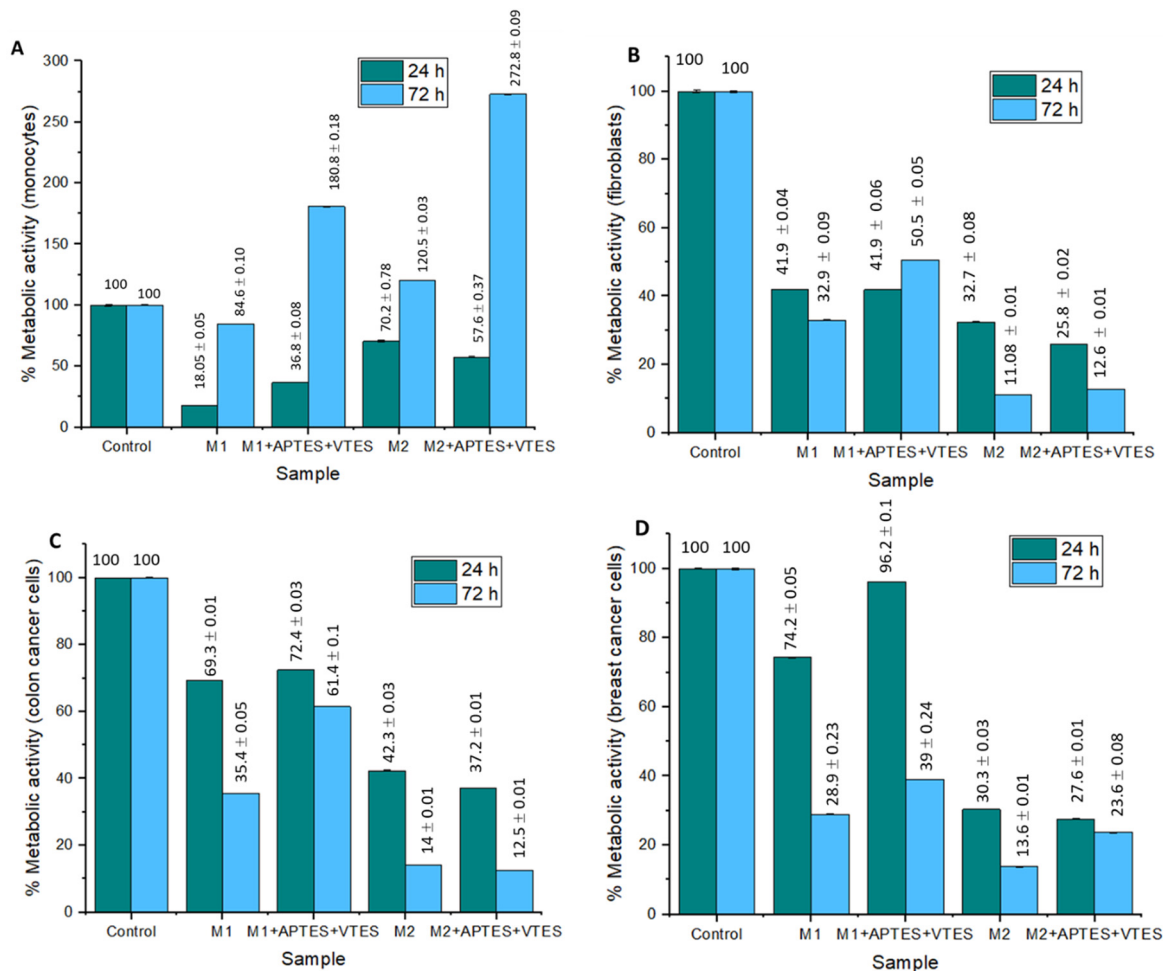 A
% Metabolic activity (monocytes)
300
250
200
150
100
50
0
24 h
72 h
100
100
18.05 ± 0.05
84.6 ± 0.10
36.8 ± 0.08
180.8 ± 0.18
70.2 ± 0.78
120.5 ± 0.03
57.6 ± 0.37
272.8 ± 0.09
Control
M1
M1+APTES+VTES
M2
M2+APTES+VTES
Sample
B
% Metabolic activity (fibroblasts)
100
80
60
40
20
0
24 h
72 h
100
100
41.9 ± 0.04
32.9 ± 0.09
41.9 ± 0.06
50.5 ± 0.05
32.7 ± 0.08
11.08 ± 0.01
25.8 ± 0.02
12.6 ± 0.01
Control
M1
M1+APTES+VTES
M2
M2+APTES+VTES
Sample
C
% Metabolic activity (colon cancer cells)
100
80
60
40
20
0
24 h
72 h
100
100
69.3 ± 0.01
35.4 ± 0.05
72.4 ± 0.03
61.4 ± 0.1
42.3 ± 0.03
14 ± 0.01
37.2 ± 0.01
12.5 ± 0.01
Control
M1
M1+APTES+VTES
M2
M2+APTES+VTES
Sample
D
% Metabolic activity (breast cancer cells)
100
80
60
40
20
0
24 h
72 h
100
100
74.2 ± 0.05
28.9 ± 0.23
96.2 ± 0.1
39 ± 0.24
30.3 ± 0.03
13.6 ± 0.01
27.6 ± 0.01
23.6 ± 0.08
Control
M1
M1+APTES+VTES
M2
M2+APTES+VTES
Sample